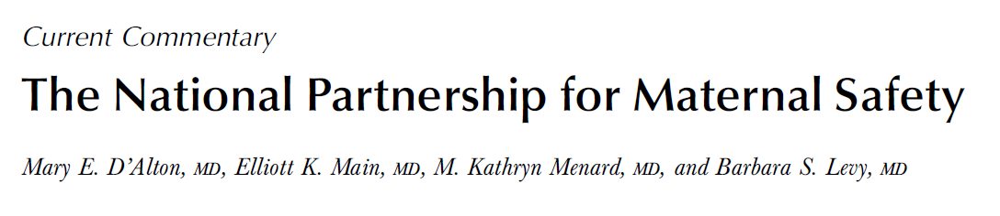 Current Commentary
The National Partnership for Maternal Safety
Mary E. D’Alton, MD, Elliott K. Main, MD, M. Kathryn Menard, MD, and Barbara S. Levy, MD